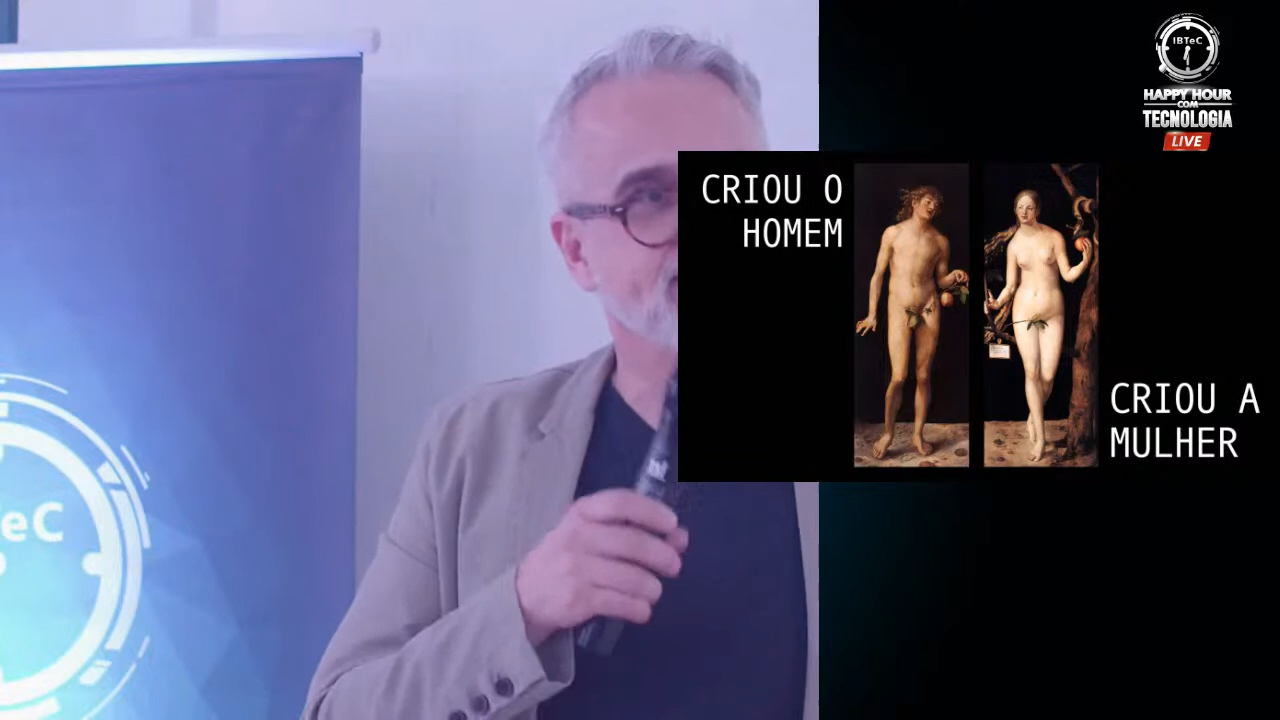 IBTeC
HAPPY HOUR
COM
TECNOLOGIA
LIVE
CRIOU O
HOMEM
CRIOU A
MULHER
eC